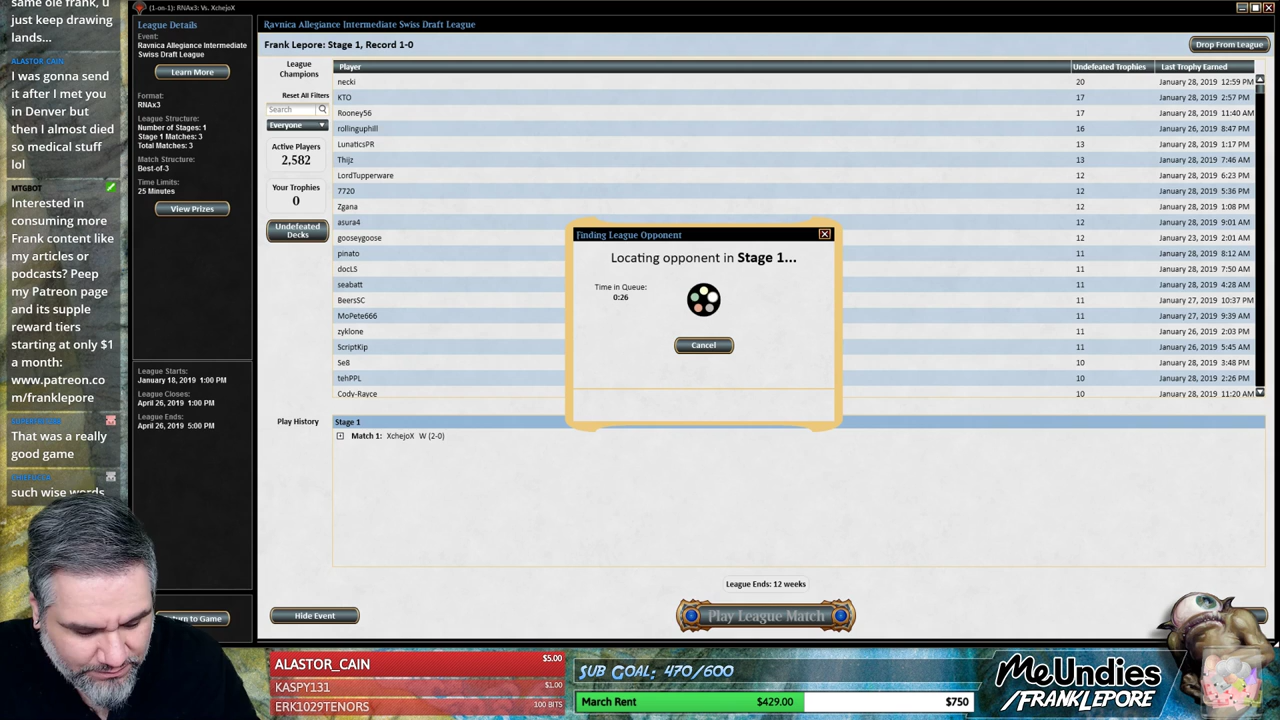 same ole frank, u
just keep drawing
lands...
ALASTOR_CAIN
I was gonna send
it after I met you
in Denver but
then I almost died
so medical stuff
lol
MTGBOT
Interested in
consuming more
Frank content like
my articles or
podcasts? Peep
my Patreon page
and its supple
reward tiers
starting at only $1
a month:
www.patreon.co
m/franklepore
That was a really
good game
such wise words
(1-on-1): RNAx3: Vs. XchejoX
League Details
Event:
Ravnica Allegiance Intermediate
Swiss Draft League
Learn More
Format:
RNAx3
League Structure:
Number of Stages: 1
Stage 1 Matches: 3
Total Matches: 3
Match Structure:
Best-of-3
Time Limits:
25 Minutes
View Prizes
League Starts:
January 18, 2019 1:00 PM
League Closes:
April 26, 2019 1:00 PM
League Ends:
April 26, 2019 5:00 PM
to Game
Ravnica Allegiance Intermediate Swiss Draft League
Frank Lepore: Stage 1, Record 1-0
Drop From League
League
Champions
Reset All Filters
Search
Everyone
Active Players
2,582
Your Trophies
0
Undefeated
Decks
Player Undefeated Trophies Last Trophy Earned
necki 20 January 28, 2019 12:59 PM
KTO 17 January 28, 2019 2:57 PM
Rooney56 17 January 28, 2019 11:40 AM
rollinguphill 16 January 26, 2019 8:47 PM
LunaticsPR 13 January 28, 2019 1:17 PM
Thijz 13 January 28, 2019 7:46 AM
LordTupperware 12 January 28, 2019 6:23 PM
7720 12 January 28, 2019 5:36 PM
Zgana 12 January 28, 2019 1:08 PM
asura4 12 January 28, 2019 9:01 AM
gooseygoose 12 January 23, 2019 2:01 AM
pinato 11 January 28, 2019 8:12 AM
docLS 11 January 28, 2019 7:50 AM
seabatt 11 January 28, 2019 4:28 AM
BeersSC 11 January 27, 2019 10:37 PM
MoPete666 11 January 27, 2019 9:39 AM
zyklone 11 January 26, 2019 2:03 PM
ScriptKip 11 January 26, 2019 5:45 AM
Se8 10 January 28, 2019 3:48 PM
tehPPL 10 January 28, 2019 2:26 PM
Cody-Rayce 10 January 28, 2019 11:20 AM
Finding League Opponent
Locating opponent in Stage 1...
Time in Queue:
0:26
Cancel
Play History
Stage 1
Match 1: XchejoX W (2-0)
League Ends: 12 weeks
Hide Event
Play League Match
ALASTOR_CAIN $5.00
KASPY131 $1.00
ERK1029TENORS 100 BITS
SUB GOAL: 470/600
March Rent $429.00 $750
MeUndies
/FRANKLEPORE